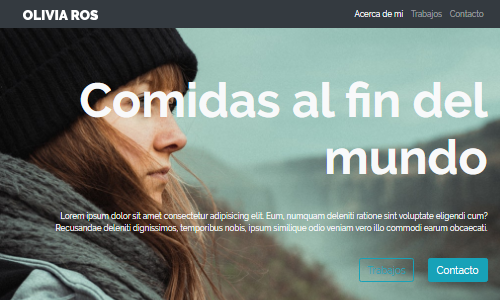 OLIVIA ROS
Acerca de mi Trabajos Contacto
Comidas al fin del
mundo
Lorem ipsum dolor sit amet consectetur adipisicing elit. Eum, numquam deleniti ratione sint voluptate eligendi cum?
Recusandae deleniti dignissimos, temporibus nobis, ipsum similique odio veniam vero illo commodi earum obcaecati.
Trabajos Contacto